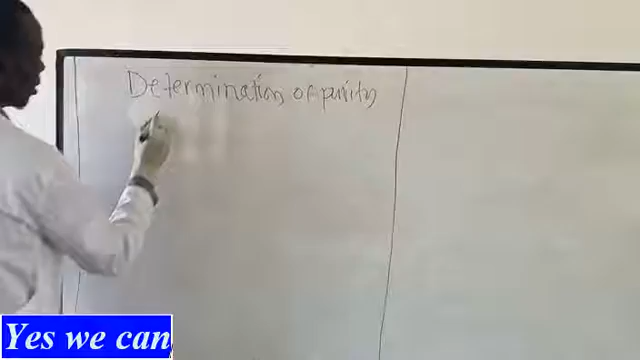 Determination of purity
Yes we can